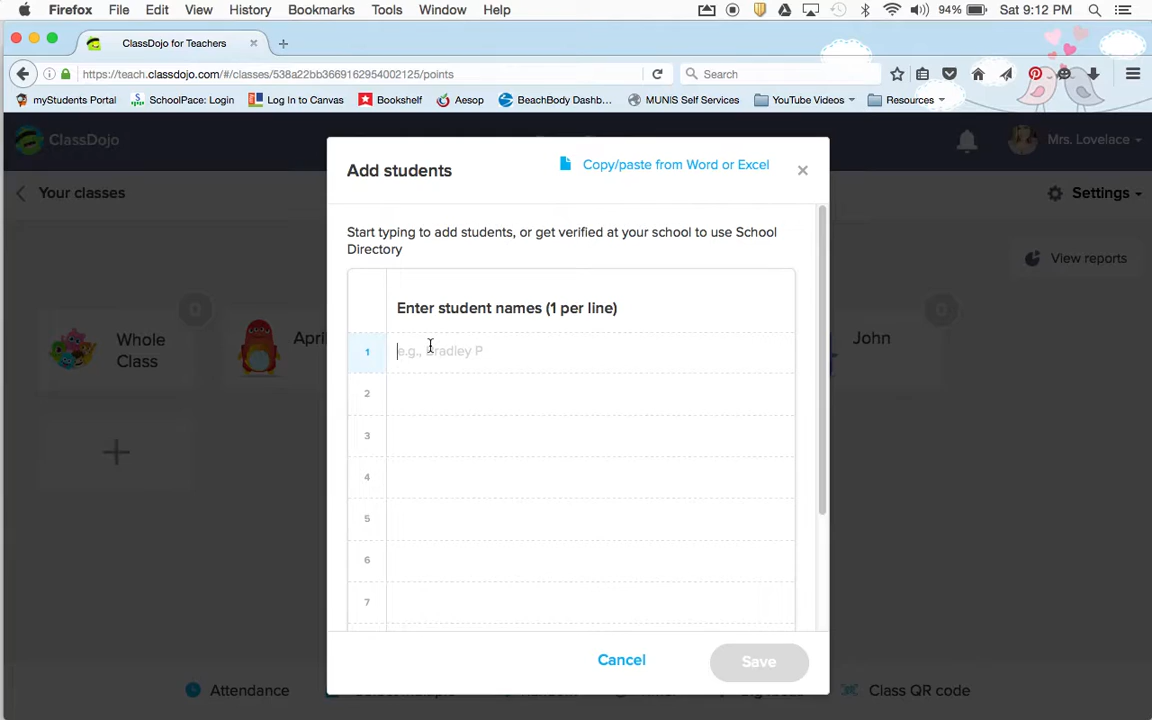 Firefox File Edit View History Bookmarks Tools Window Help 94% Sat 9:12 PM
ClassDojo for Teachers
https://teach.classdojo.com/#/classes/538a22bb3669162954002125/points Search
myStudents Portal SchoolPace: Login Log In to Canvas Bookshelf Aesop BeachBody Dashb... MUNIS Self Services YouTube Videos Resources
ClassDojo Mrs. Lovelace
Your classes Settings
View reports
Add students Copy/paste from Word or Excel
Start typing to add students, or get verified at your school to use School
Directory
Enter student names (1 per line)
0 0
Whole
Class
April John
1 e.g., Bradley P
2
3
4
5
6
7
Cancel Save
Attendance Class QR code